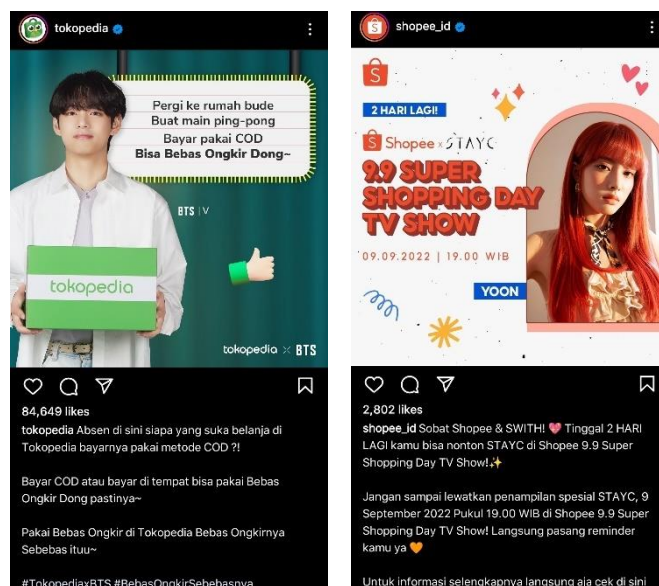 tokopedia
Pergi ke rumah bude
Buat main ping-pong
Bayar pakai COD
Bisa Bebas Ongkir Dong~
BTS | V
tokopedia
tokopedia × BTS
84,649 likes
tokopedia Absen di sini siapa yang suka belanja di
Tokopedia bayarnya pakai metode COD ?!
Bayar COD atau bayar di tempat bisa pakai Bebas
Ongkir Dong pastinya~
Pakai Bebas Ongkir di Tokopedia Bebas Ongkirnya
Sebebas ituu~
#TokopediaxBTS #BebasOngkirSebebasnya
shopee_id
S
2 HARI LAGI!
S Shopee × STAYC
9.9 SUPER
SHOPPING DAY
TV SHOW
09.09.2022 | 19.00 WIB
YOON
2,802 likes
shopee_id Sobat Shopee & SWITH! 💖 Tinggal 2 HARI
LAGI kamu bisa nonton STAYC di Shopee 9.9 Super
Shopping Day TV Show!✨
Jangan sampai lewatkan penampilan spesial STAYC, 9
September 2022 Pukul 19.00 WIB di Shopee 9.9 Super
Shopping Day TV Show! Langsung pasang reminder
kamu ya 🧡
Untuk informasi selengkapnya langsung aja cek di sini